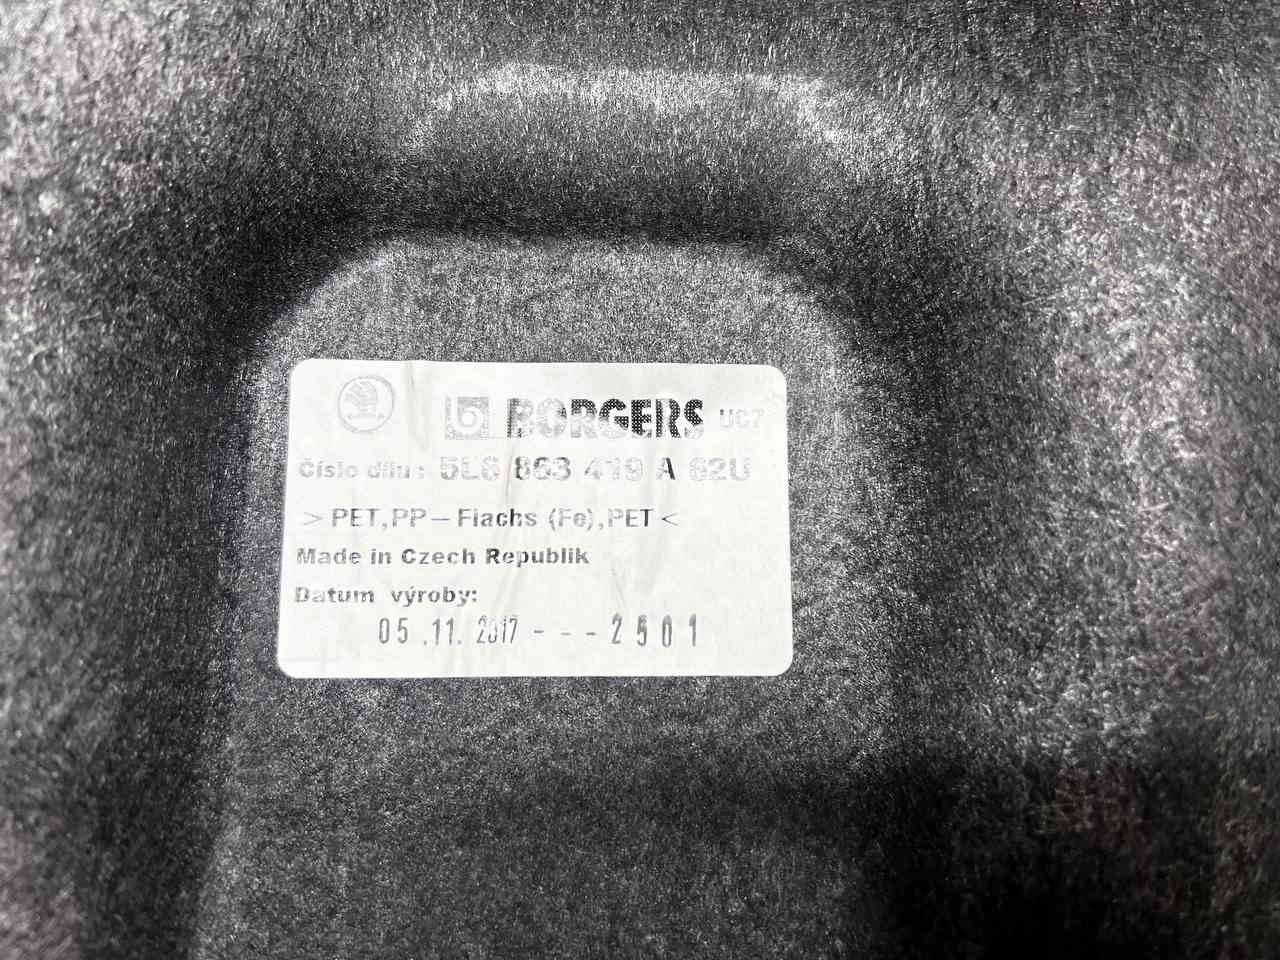 BORGERS UC7
Číslo dílu: 5L6 863 419 A 82U
>PET,PP–Flachs (Fe),PET<
Made in Czech Republik
Datum výroby:
05.11.2017---2501